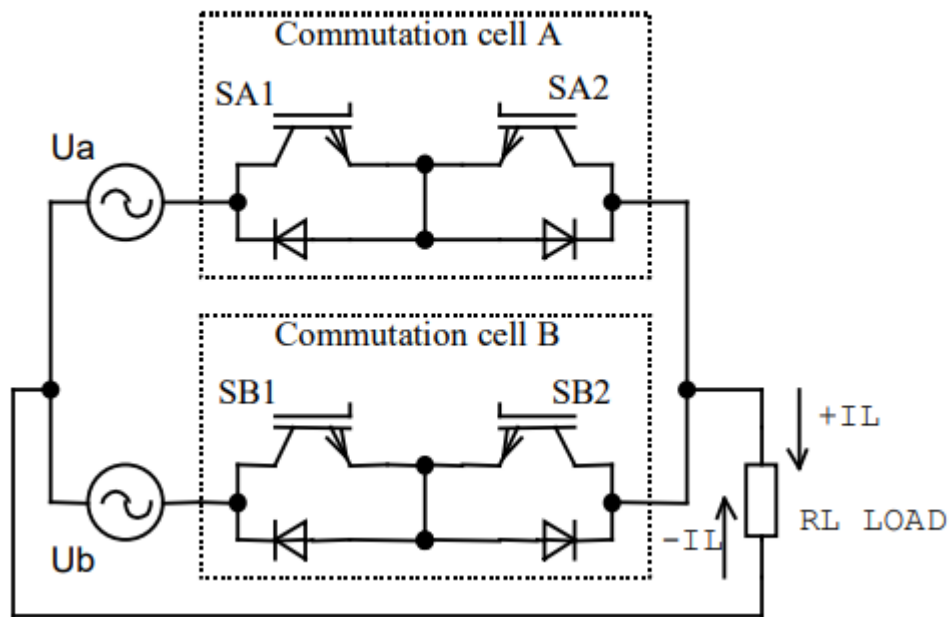 Commutation cell A
SA1
SA2
Ua
Commutation cell B
SB1
SB2
+IL
RL LOAD
-IL
Ub